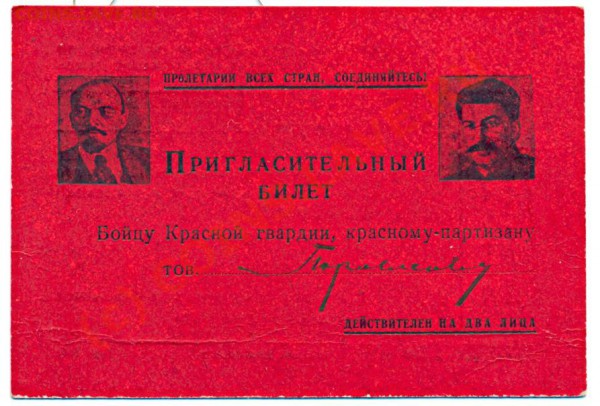 ПРОЛЕТАРИИ ВСЕХ СТРАН, СОЕДИНЯЙТЕСЬ!
ПРИГЛАСИТЕЛЬНЫЙ
БИЛЕТ
Бойцу Красной гвардии, красному-партизану
тов
ДЕЙСТВИТЕЛЕН НА ДВА ЛИЦА